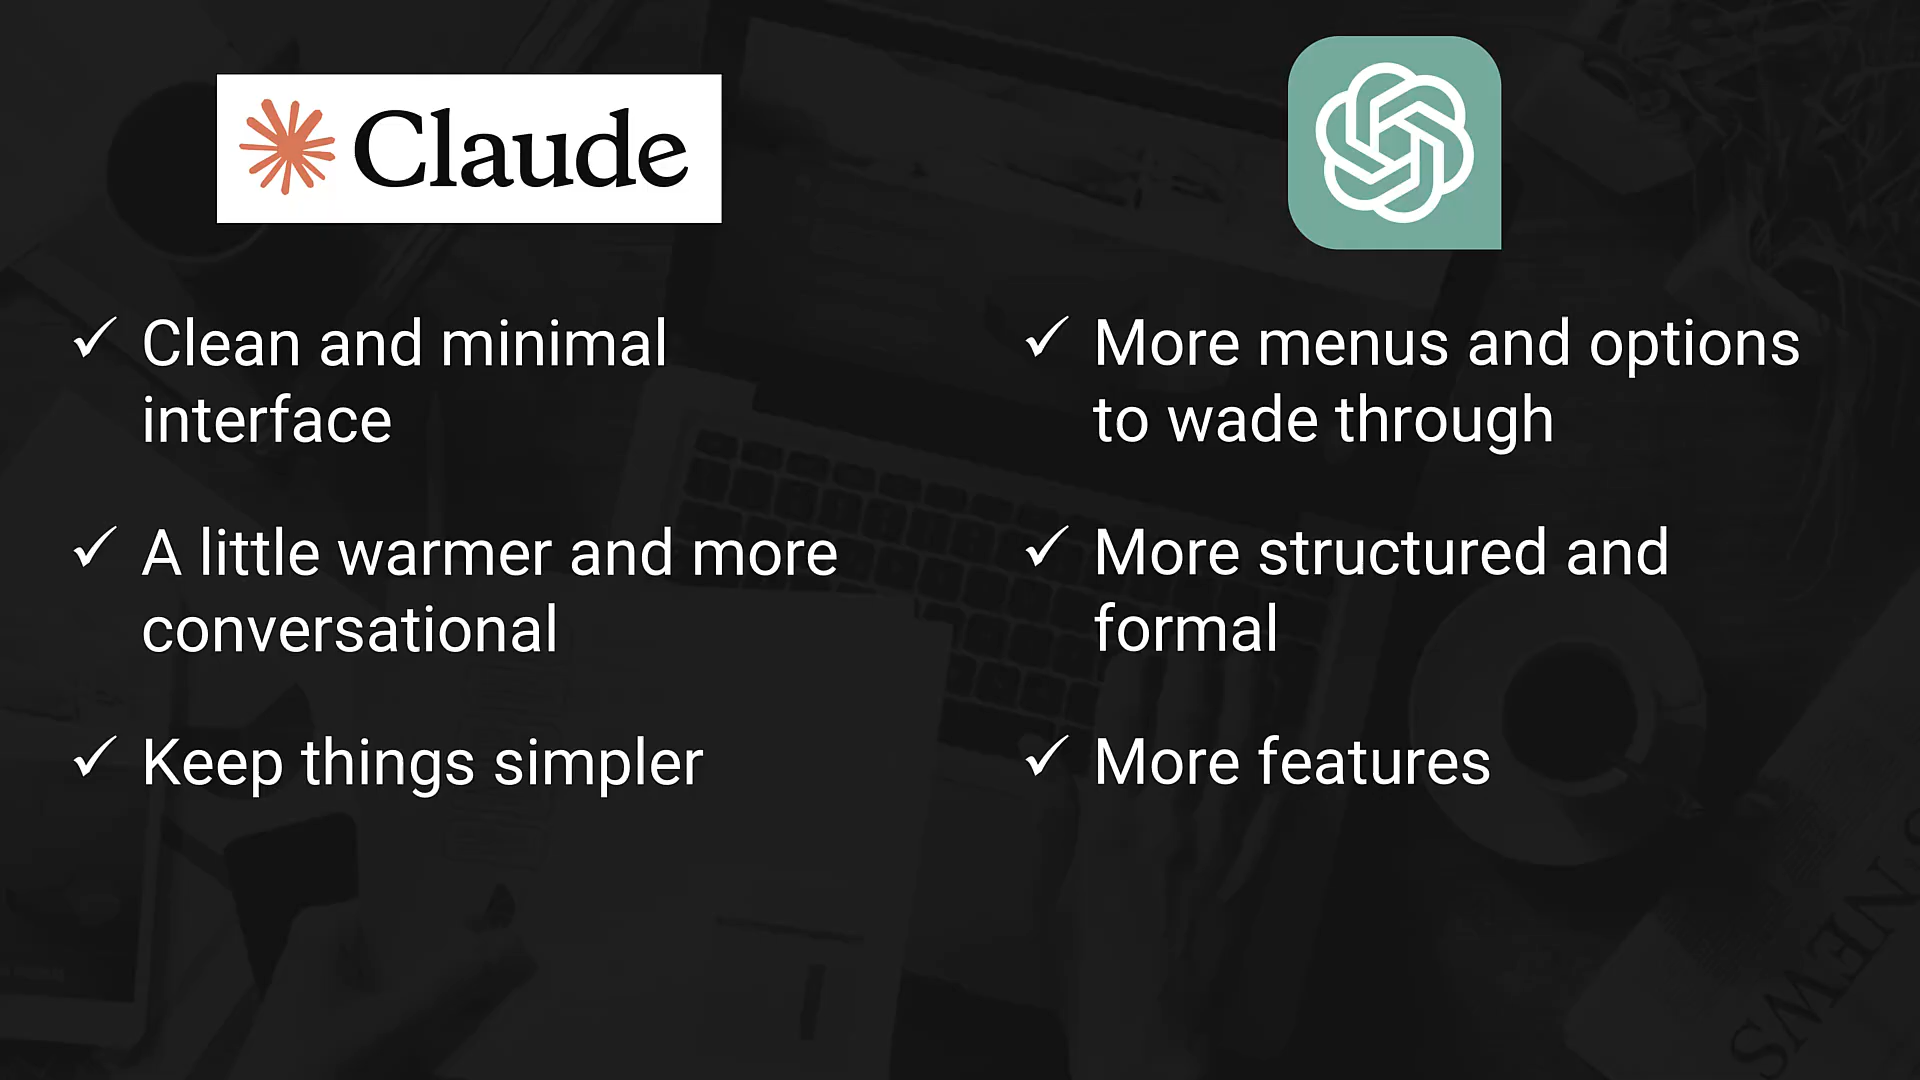 Claude
Clean and minimal
interface
A little warmer and more
conversational
Keep things simpler
More menus and options
to wade through
More structured and
formal
More features
NEWS